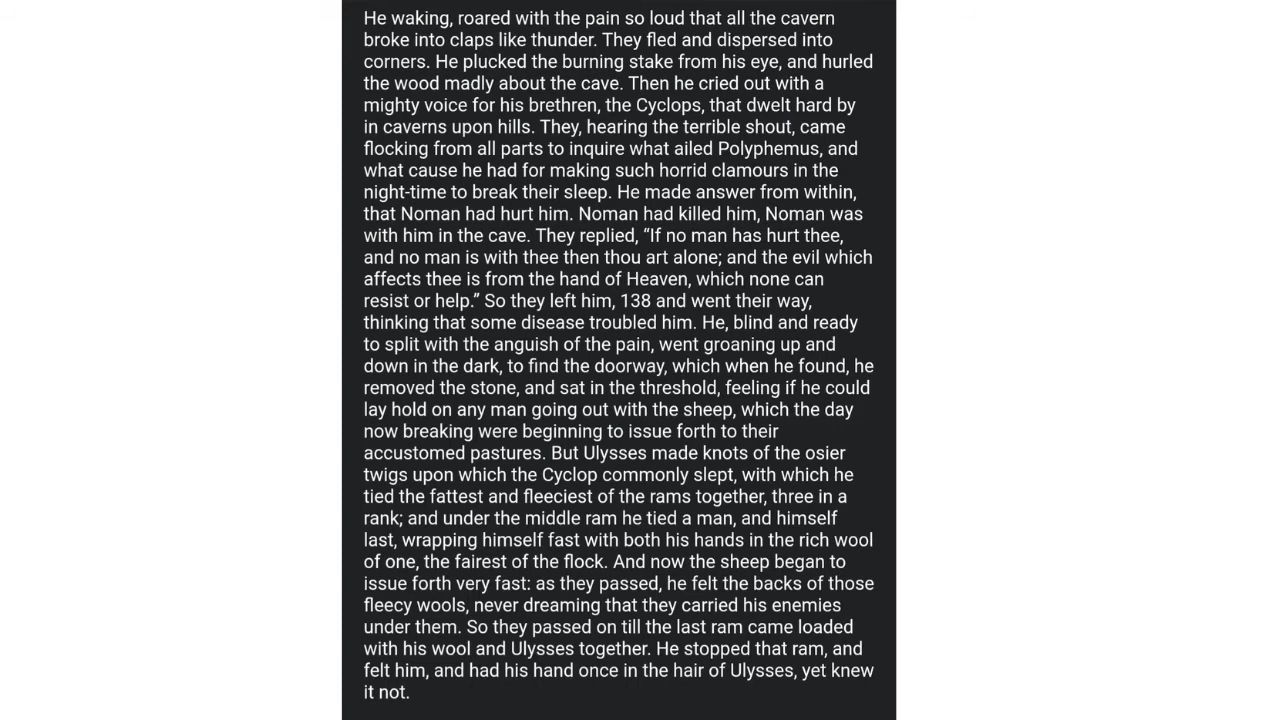 He waking, roared with the pain so loud that all the cavern
broke into claps like thunder. They fled and dispersed into
corners. He plucked the burning stake from his eye, and hurled
the wood madly about the cave. Then he cried out with a
mighty voice for his brethren, the Cyclops, that dwelt hard by
in caverns upon hills. They, hearing the terrible shout, came
flocking from all parts to inquire what ailed Polyphemus, and
what cause he had for making such horrid clamours in the
night-time to break their sleep. He made answer from within,
that Noman had hurt him. Noman had killed him, Noman was
with him in the cave. They replied, “If no man has hurt thee,
and no man is with thee then thou art alone; and the evil which
affects thee is from the hand of Heaven, which none can
resist or help.” So they left him, 138 and went their way,
thinking that some disease troubled him. He, blind and ready
to split with the anguish of the pain, went groaning up and
down in the dark, to find the doorway, which when he found, he
removed the stone, and sat in the threshold, feeling if he could
lay hold on any man going out with the sheep, which the day
now breaking were beginning to issue forth to their
accustomed pastures. But Ulysses made knots of the osier
twigs upon which the Cyclop commonly slept, with which he
tied the fattest and fleeciest of the rams together, three in a
rank; and under the middle ram he tied a man, and himself
last, wrapping himself fast with both his hands in the rich wool
of one, the fairest of the flock. And now the sheep began to
issue forth very fast: as they passed, he felt the backs of those
fleecy wools, never dreaming that they carried his enemies
under them. So they passed on till the last ram came loaded
with his wool and Ulysses together. He stopped that ram, and
felt him, and had his hand once in the hair of Ulysses, yet knew
it not.